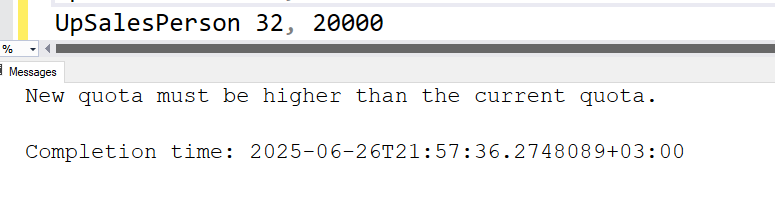 UpSalesPerson 32, 20000
%
Messages
New quota must be higher than the current quota.
Completion time: 2025-06-26T21:57:36.2748089+03:00